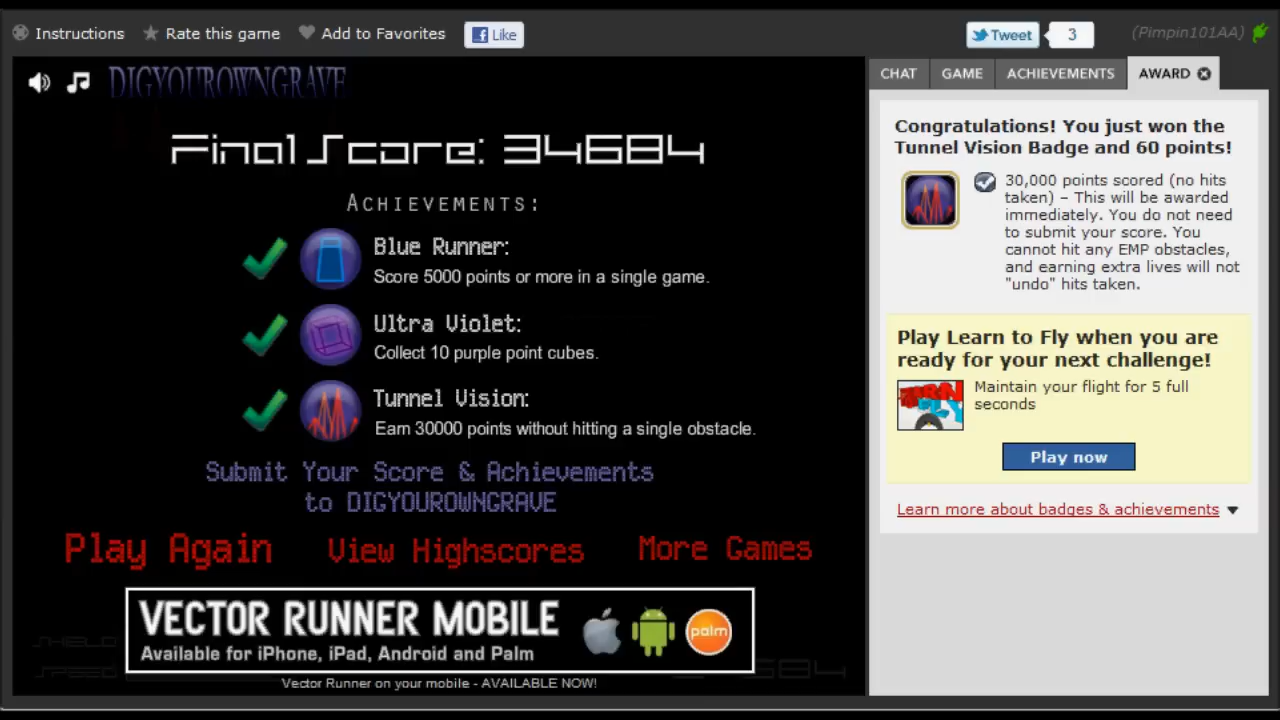 Instructions Rate this game Add to Favorites Like Tweet 3 (Pimpin101AA)
DIGYOUROWNGRAVE
Final Score: 34684
ACHIEVEMENTS:
Blue Runner:
Score 5000 points or more in a single game.
Ultra Violet:
Collect 10 purple point cubes.
Tunnel Vision:
Earn 30000 points without hitting a single obstacle.
Submit Your Score & Achievements
to DIGYOUROWNGRAVE
Play Again View Highscores More Games
VECTOR RUNNER MOBILE
Available for iPhone, iPad, Android and Palm
palm
SHIELD
SPEED 34684
Vector Runner on your mobile - AVAILABLE NOW!
CHAT GAME ACHIEVEMENTS AWARD
Congratulations! You just won the
Tunnel Vision Badge and 60 points!
30,000 points scored (no hits
taken) – This will be awarded
immediately. You do not need
to submit your score. You
cannot hit any EMP obstacles,
and earning extra lives will not
"undo" hits taken.
Play Learn to Fly when you are
ready for your next challenge!
Maintain your flight for 5 full
seconds
Play now
Learn more about badges & achievements